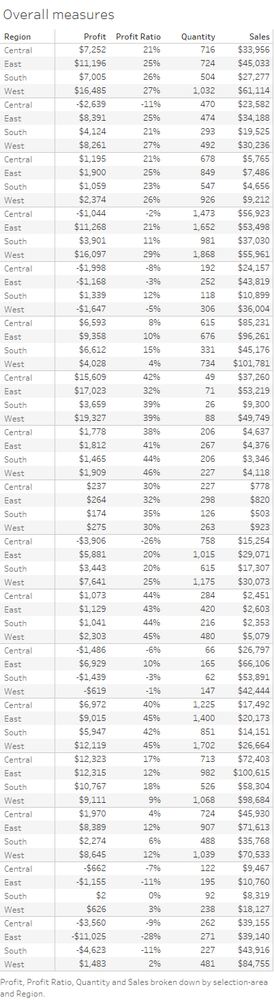 Overall measures
Region Profit Profit Ratio Quantity Sales
Central $7,252 21% 716 $33,956
East $11,196 25% 724 $45,033
South $7,005 26% 504 $27,277
West $16,485 27% 1,032 $61,114
Central -$2,639 -11% 470 $23,582
East $8,391 25% 474 $34,188
South $4,124 21% 293 $19,525
West $8,261 27% 492 $30,236
Central $1,195 21% 678 $5,765
East $1,900 25% 849 $7,486
South $1,059 23% 547 $4,656
West $2,374 26% 926 $9,212
Central -$1,044 -2% 1,473 $56,923
East $11,268 21% 1,652 $53,498
South $3,901 11% 981 $37,030
West $16,097 29% 1,868 $55,961
Central -$1,998 -8% 192 $24,157
East -$1,168 -3% 252 $43,819
South $1,339 12% 118 $10,899
West -$1,647 -5% 306 $36,004
Central $6,593 8% 615 $85,231
East $9,358 10% 676 $96,261
South $6,612 15% 331 $45,176
West $4,028 4% 734 $101,781
Central $15,609 42% 49 $37,260
East $17,023 32% 71 $53,219
South $3,659 39% 26 $9,300
West $19,327 39% 88 $49,749
Central $1,778 38% 206 $4,637
East $1,812 41% 267 $4,376
South $1,465 44% 206 $3,346
West $1,909 46% 227 $4,118
Central $237 30% 227 $778
East $264 32% 298 $820
South $174 35% 126 $503
West $275 30% 263 $923
Central -$3,906 -26% 758 $15,254
East $5,881 20% 1,015 $29,071
South $3,443 20% 615 $17,307
West $7,641 25% 1,175 $30,073
Central $1,073 44% 284 $2,451
East $1,129 43% 420 $2,603
South $1,041 44% 216 $2,353
West $2,303 45% 480 $5,079
Central -$1,486 -6% 66 $26,797
East $6,929 10% 165 $66,106
South -$1,439 -3% 62 $53,891
West -$619 -1% 147 $42,444
Central $6,972 40% 1,225 $17,492
East $9,015 45% 1,400 $20,173
South $5,947 42% 851 $14,151
West $12,119 45% 1,702 $26,664
Central $12,323 17% 713 $72,403
East $12,315 12% 982 $100,615
South $10,767 18% 526 $58,304
West $9,111 9% 1,068 $98,684
Central $1,970 4% 724 $45,930
East $8,389 12% 907 $71,613
South $2,274 6% 488 $35,768
West $8,645 12% 1,039 $70,533
Central -$662 -7% 122 $9,467
East -$1,155 -11% 195 $10,760
South $2 0% 92 $8,319
West $626 3% 238 $18,127
Central -$3,560 -9% 262 $39,155
East -$11,025 -28% 271 $39,140
South -$4,623 -11% 227 $43,916
West $1,483 2% 481 $84,755
Profit, Profit Ratio, Quantity and Sales broken down by selection-area
and Region.